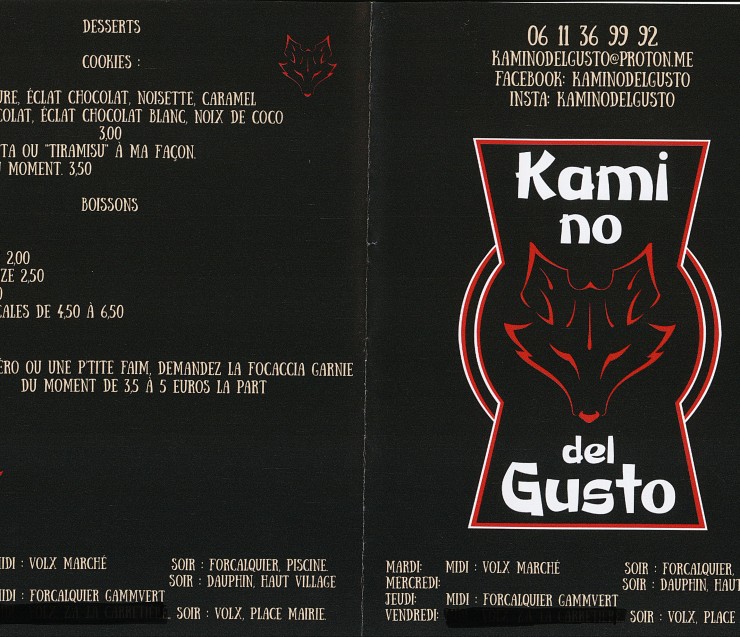 DESSERTS
COOKIES :
URE, ÉCLAT CHOCOLAT, NOISETTE, CARAMEL
COLAT, ÉCLAT CHOCOLAT BLANC, NOIX DE COCO
3,00
TA OU "TIRAMISU" À MA FAÇON.
U MOMENT. 3,50
BOISSONS
2,00
ZE 2,50
0
CALES DE 4,50 À 6,50
ÉRO OU UNE P'TITE FAIM, DEMANDEZ LA FOCACCIA GARNIE
DU MOMENT DE 3,5 À 5 EUROS LA PART
IDI : VOLX MARCHÉ SOIR : FORCALQUIER, PISCINE.
SOIR : DAUPHIN, HAUT VILLAGE
IDI : FORCALQUIER GAMMVERT
SOIR : VOLX, PLACE MAIRIE.
06 11 36 99 92
KAMINODELGUSTO@PROTON.ME
FACEBOOK: KAMINODELGUSTO
INSTA: KAMINODELGUSTO
Kami
no
del
Gusto
MARDI: MIDI : VOLX MARCHÉ SOIR : FORCALQUIER,
MERCREDI: SOIR : DAUPHIN, HAUT
JEUDI: MIDI : FORCALQUIER GAMMVERT
VENDREDI: SOIR : VOLX, PLACE